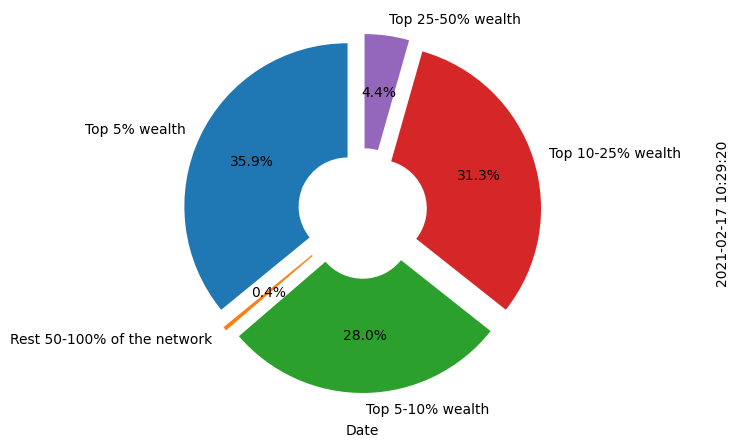 Top 25-50% wealth
4.4%
Top 5% wealth
35.9%
Top 10-25% wealth
31.3%
2021-02-17 10:29:20
0.4%
Rest 50-100% of the network
28.0%
Top 5-10% wealth
Date